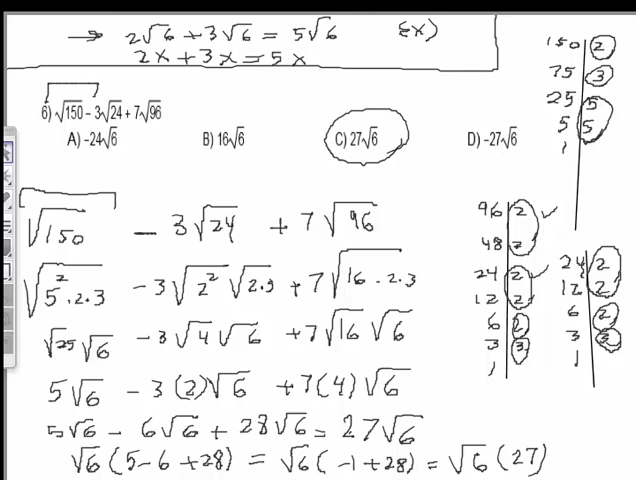 → 2√6 + 3√6 = 5√6 Ex)
2x + 3x = 5x
6) √150 − 3√24 + 7√96
A) -24√6 B) 16√6 C) 27√6 D) -27√6
√150 − 3√24 + 7√96
√5²·2·3 − 3√2² √2·3 + 7√16·2·3
√25 √6 − 3√4 √6 + 7√16 √6
5√6 − 3(2)√6 + 7(4)√6
5√6 − 6√6 + 28√6 = 27√6
√6 (5−6+28) = √6 (−1+28) = √6 (27)
150 | 2
75 | 3
25 | 5
5 | 5
1
96 | 2
48 | 2
24 | 2
12 | 2
6 | 2
3 | 3
1
24 | 2
12 | 2
6 | 2
3 | 3
1